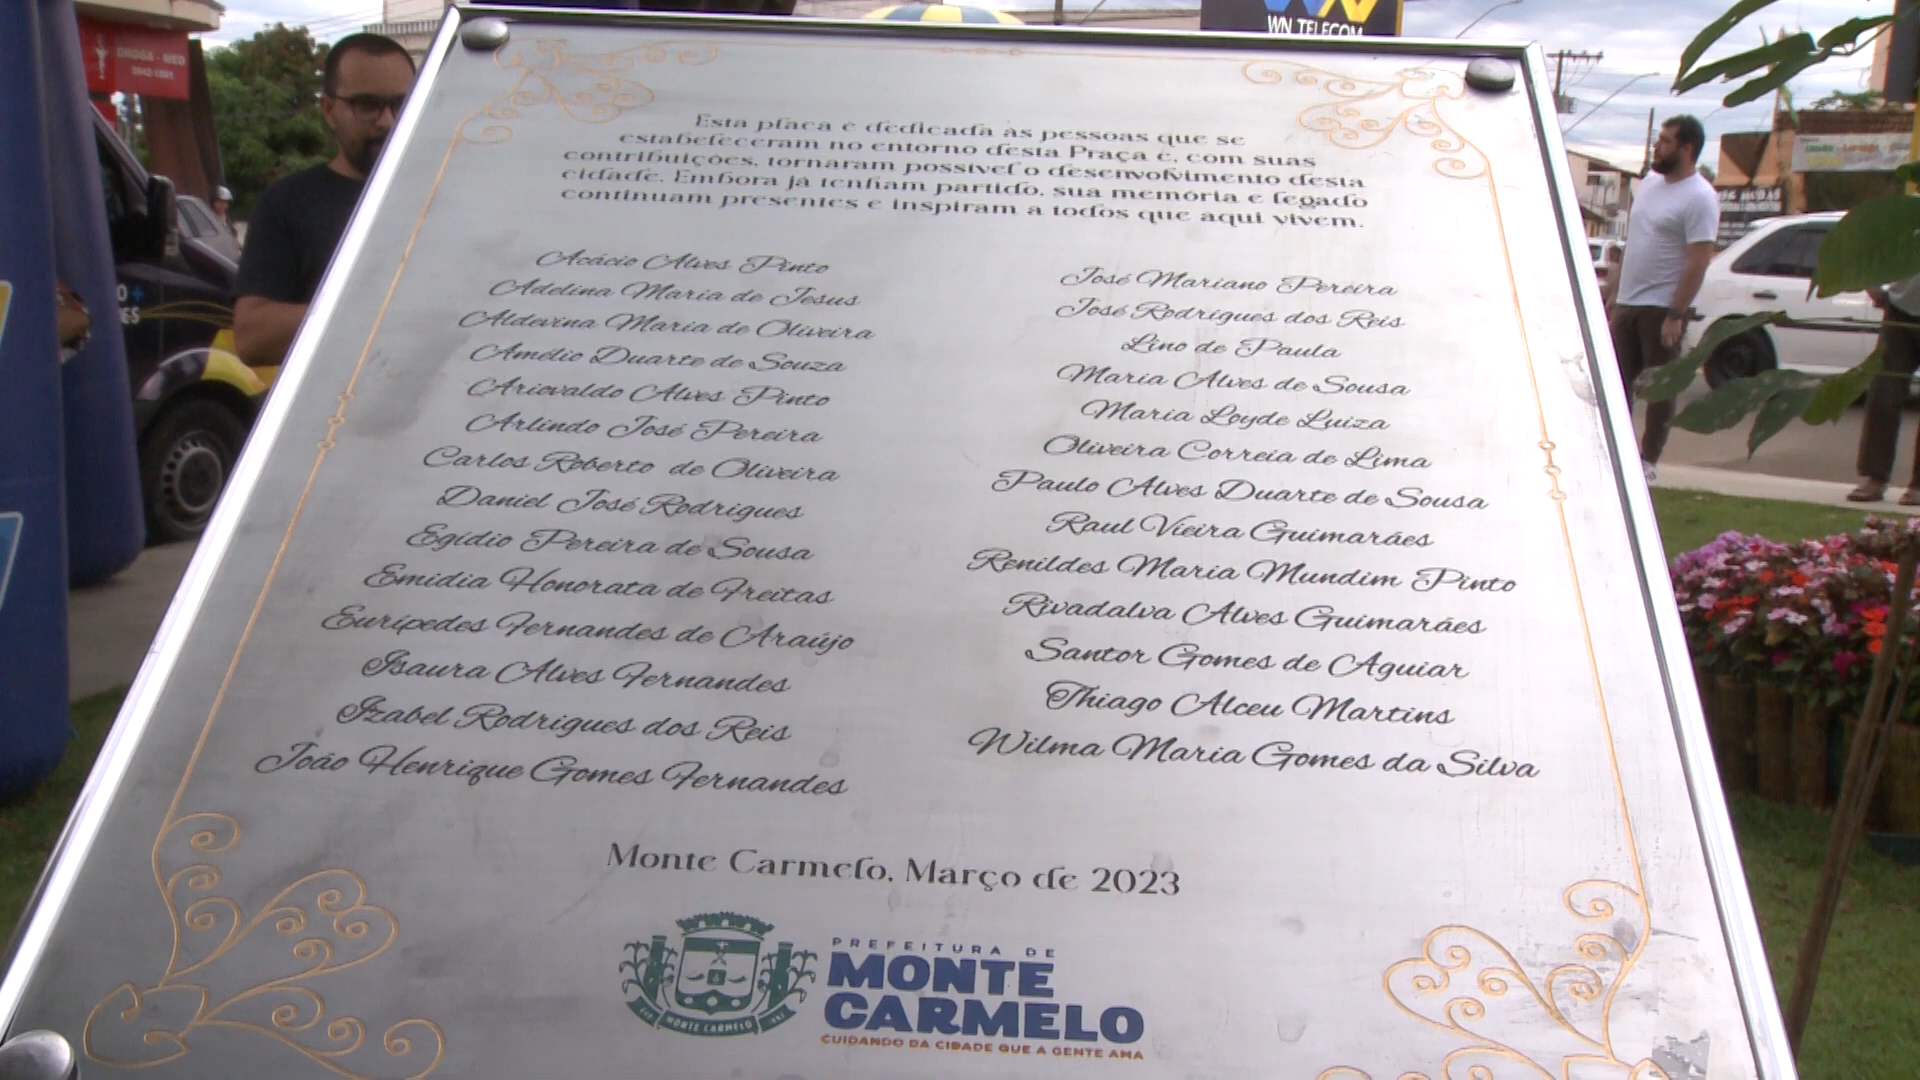 WN TELECOM
DROGA - MED
3842-1381
Esta placa é dedicada às pessoas que se
estabeleceram no entorno desta Praça e, com suas
contribuições, tornaram possível o desenvolvimento desta
cidade. Embora já tenham partido, sua memória e legado
continuam presentes e inspiram a todos que aqui vivem.
Acácio Alves Pinto
Adelina Maria de Jesus
Aldevina Maria de Oliveira
Amélio Duarte de Souza
Ariovaldo Alves Pinto
Arlindo José Pereira
Carlos Roberto de Oliveira
Daniel José Rodrigues
Egídio Pereira de Sousa
Emidia Honorata de Freitas
Eurípedes Fernandes de Araújo
Isaura Alves Fernandes
Izabel Rodrigues dos Reis
João Henrique Gomes Fernandes
José Mariano Pereira
José Rodrigues dos Reis
Lino de Paula
Maria Alves de Sousa
Maria Loyde Luiza
Oliveira Correia de Lima
Paulo Alves Duarte de Sousa
Raul Vieira Guimarães
Renildes Maria Mundim Pinto
Rivadalva Alves Guimarães
Santor Gomes de Aguiar
Thiago Alceu Martins
Wilma Maria Gomes da Silva
Monte Carmelo, Março de 2023
MONTE CARMELO
PREFEITURA DE
MONTE
CARMELO
CUIDANDO DA CIDADE QUE A GENTE AMA